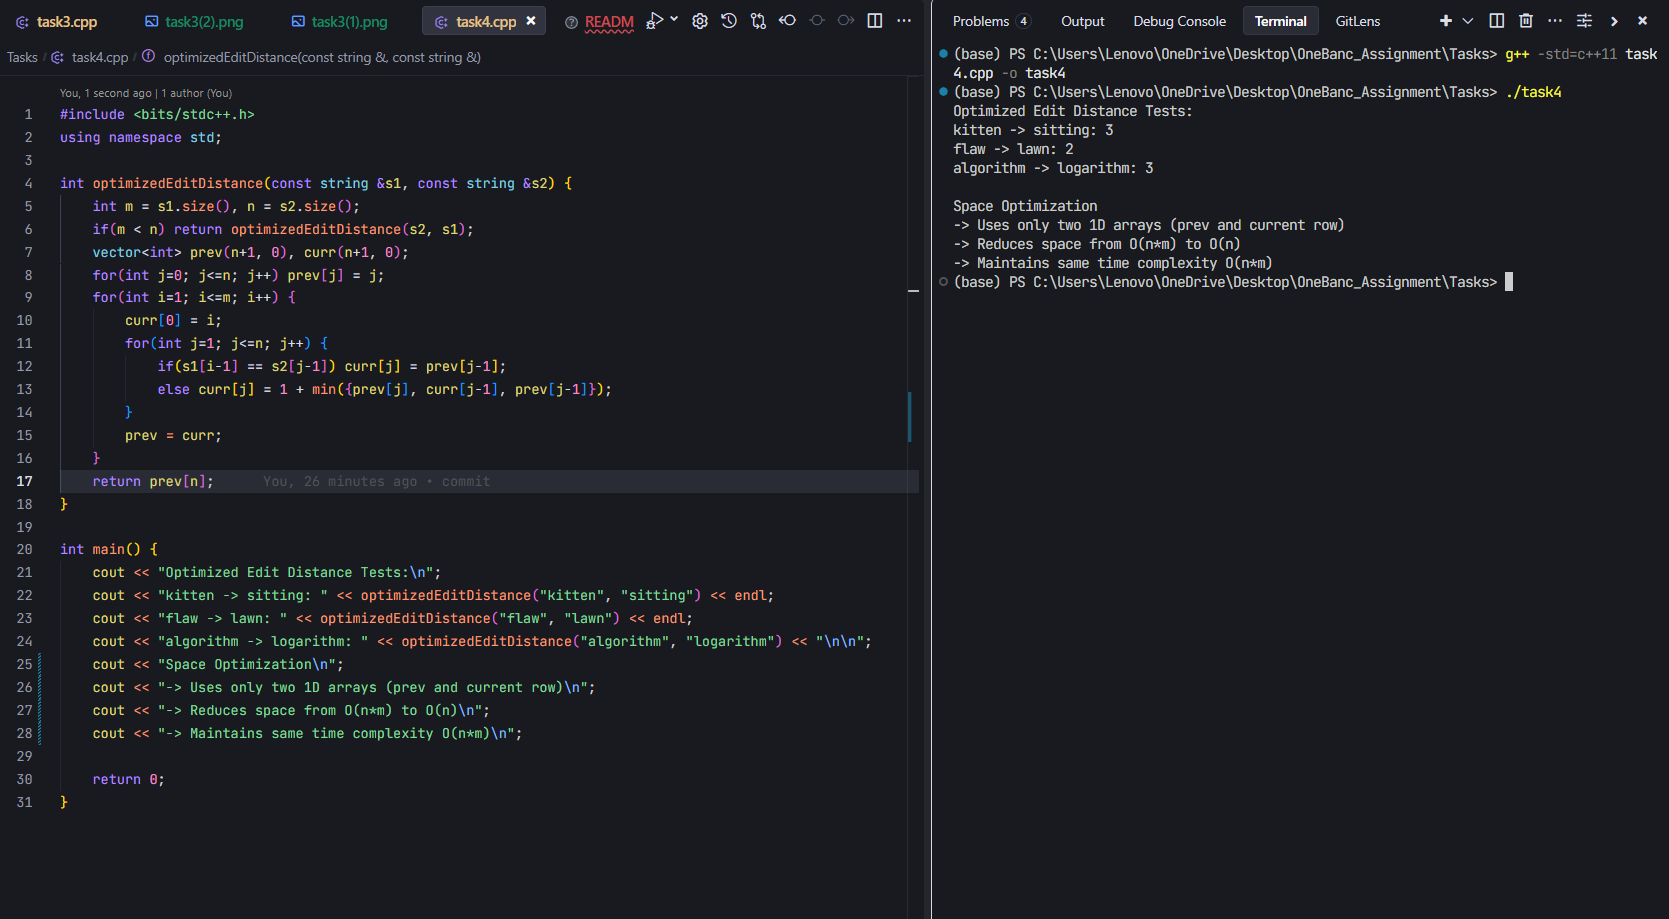 task3.cpp task3(2).png task3(1).png task4.cpp READM
Tasks task4.cpp optimizedEditDistance(const string &, const string &)
You, 1 second ago | 1 author (You)
1 #include <bits/stdc++.h>
2 using namespace std;
3
4 int optimizedEditDistance(const string &s1, const string &s2) {
5 int m = s1.size(), n = s2.size();
6 if(m < n) return optimizedEditDistance(s2, s1);
7 vector<int> prev(n+1, 0), curr(n+1, 0);
8 for(int j=0; j<=n; j++) prev[j] = j;
9 for(int i=1; i<=m; i++) {
10 curr[0] = i;
11 for(int j=1; j<=n; j++) {
12 if(s1[i-1] == s2[j-1]) curr[j] = prev[j-1];
13 else curr[j] = 1 + min({prev[j], curr[j-1], prev[j-1]});
14 }
15 prev = curr;
16 }
17 return prev[n]; You, 26 minutes ago • commit
18 }
19
20 int main() {
21 cout << "Optimized Edit Distance Tests:\n";
22 cout << "kitten -> sitting: " << optimizedEditDistance("kitten", "sitting") << endl;
23 cout << "flaw -> lawn: " << optimizedEditDistance("flaw", "lawn") << endl;
24 cout << "algorithm -> logarithm: " << optimizedEditDistance("algorithm", "logarithm") << "\n\n";
25 cout << "Space Optimization\n";
26 cout << "-> Uses only two 1D arrays (prev and current row)\n";
27 cout << "-> Reduces space from O(n*m) to O(n)\n";
28 cout << "-> Maintains same time complexity O(n*m)\n";
29
30 return 0;
31 }
Problems 4 Output Debug Console Terminal GitLens
(base) PS C:\Users\Lenovo\OneDrive\Desktop\OneBanc_Assignment\Tasks> g++ -std=c++11 task
4.cpp -o task4
(base) PS C:\Users\Lenovo\OneDrive\Desktop\OneBanc_Assignment\Tasks> ./task4
Optimized Edit Distance Tests:
kitten -> sitting: 3
flaw -> lawn: 2
algorithm -> logarithm: 3
Space Optimization
-> Uses only two 1D arrays (prev and current row)
-> Reduces space from O(n*m) to O(n)
-> Maintains same time complexity O(n*m)
(base) PS C:\Users\Lenovo\OneDrive\Desktop\OneBanc_Assignment\Tasks>